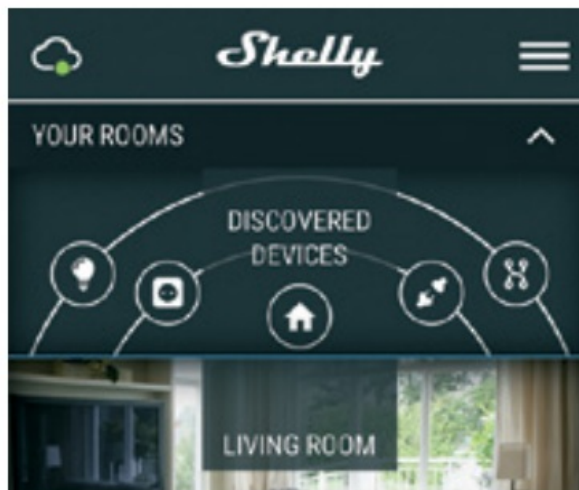 Shelly
YOUR ROOMS
DISCOVERED
DEVICES
LIVING ROOM